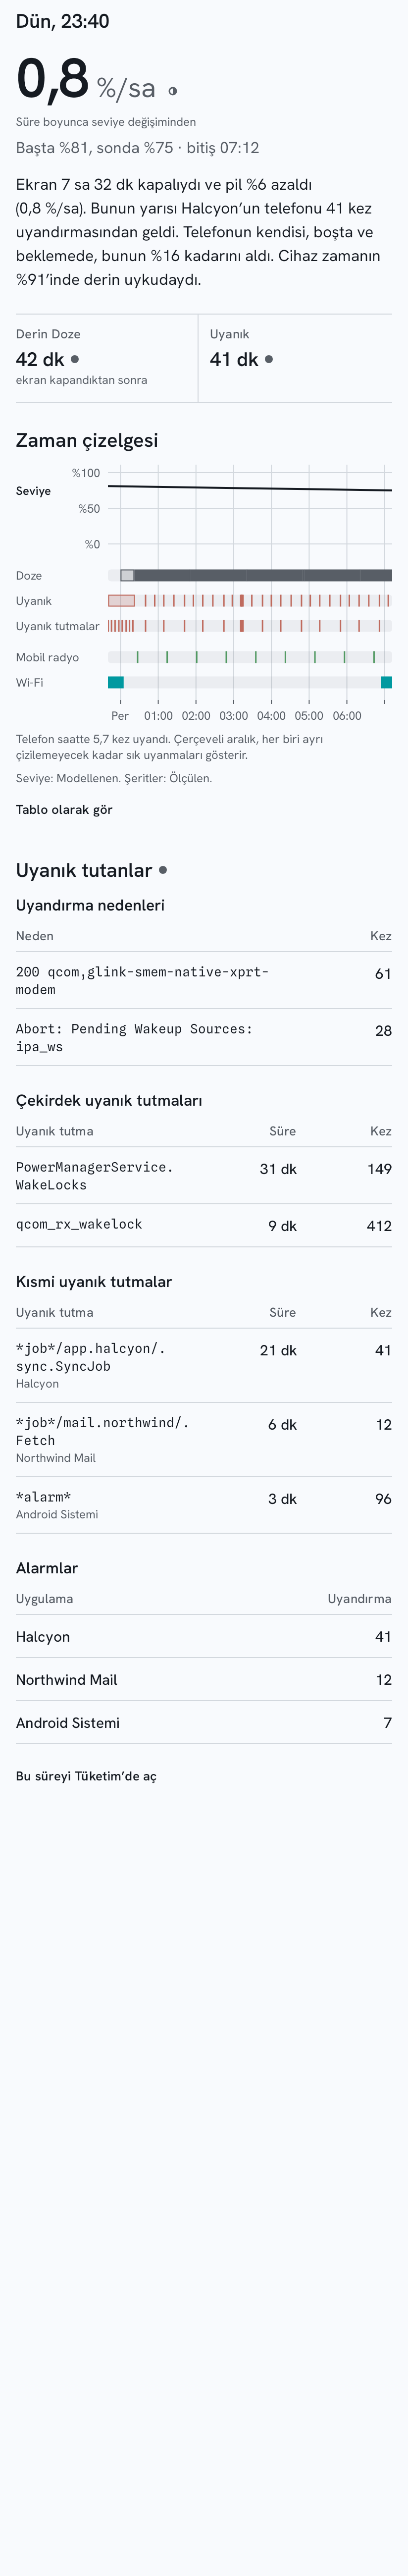 Dün, 23:40
0,8 %/sa
Süre boyunca seviye değişiminden
Başta %81, sonda %75 · bitiş 07:12
Ekran 7 sa 32 dk kapalıydı ve pil %6 azaldı
(0,8 %/sa). Bunun yarısı Halcyon’un telefonu 41 kez
uyandırmasından geldi. Telefonun kendisi, boşta ve
beklemede, bunun %16 kadarını aldı. Cihaz zamanın
%91’inde derin uykudaydı.
Derin Doze
42 dk
ekran kapandıktan sonra
Uyanık
41 dk
Zaman çizelgesi
Seviye
%100
%50
%0
Doze
Uyanık
Uyanık tutmalar
Mobil radyo
Wi-Fi
Per 01:00 02:00 03:00 04:00 05:00 06:00
Telefon saatte 5,7 kez uyandı. Çerçeveli aralık, her biri ayrı
çizilemeyecek kadar sık uyanmaları gösterir.
Seviye: Modellenen. Şeritler: Ölçülen.
Tablo olarak gör
Uyanık tutanlar
Uyandırma nedenleri
Neden Kez
200 qcom,glink-smem-native-xprt-
modem 61
Abort: Pending Wakeup Sources:
ipa_ws 28
Çekirdek uyanık tutmaları
Uyanık tutma Süre Kez
PowerManagerService.
WakeLocks 31 dk 149
qcom_rx_wakelock 9 dk 412
Kısmi uyanık tutmalar
Uyanık tutma Süre Kez
*job*/app.halcyon/.
sync.SyncJob 21 dk 41
Halcyon
*job*/mail.northwind/.
Fetch 6 dk 12
Northwind Mail
*alarm* 3 dk 96
Android Sistemi
Alarmlar
Uygulama Uyandırma
Halcyon 41
Northwind Mail 12
Android Sistemi 7
Bu süreyi Tüketim’de aç